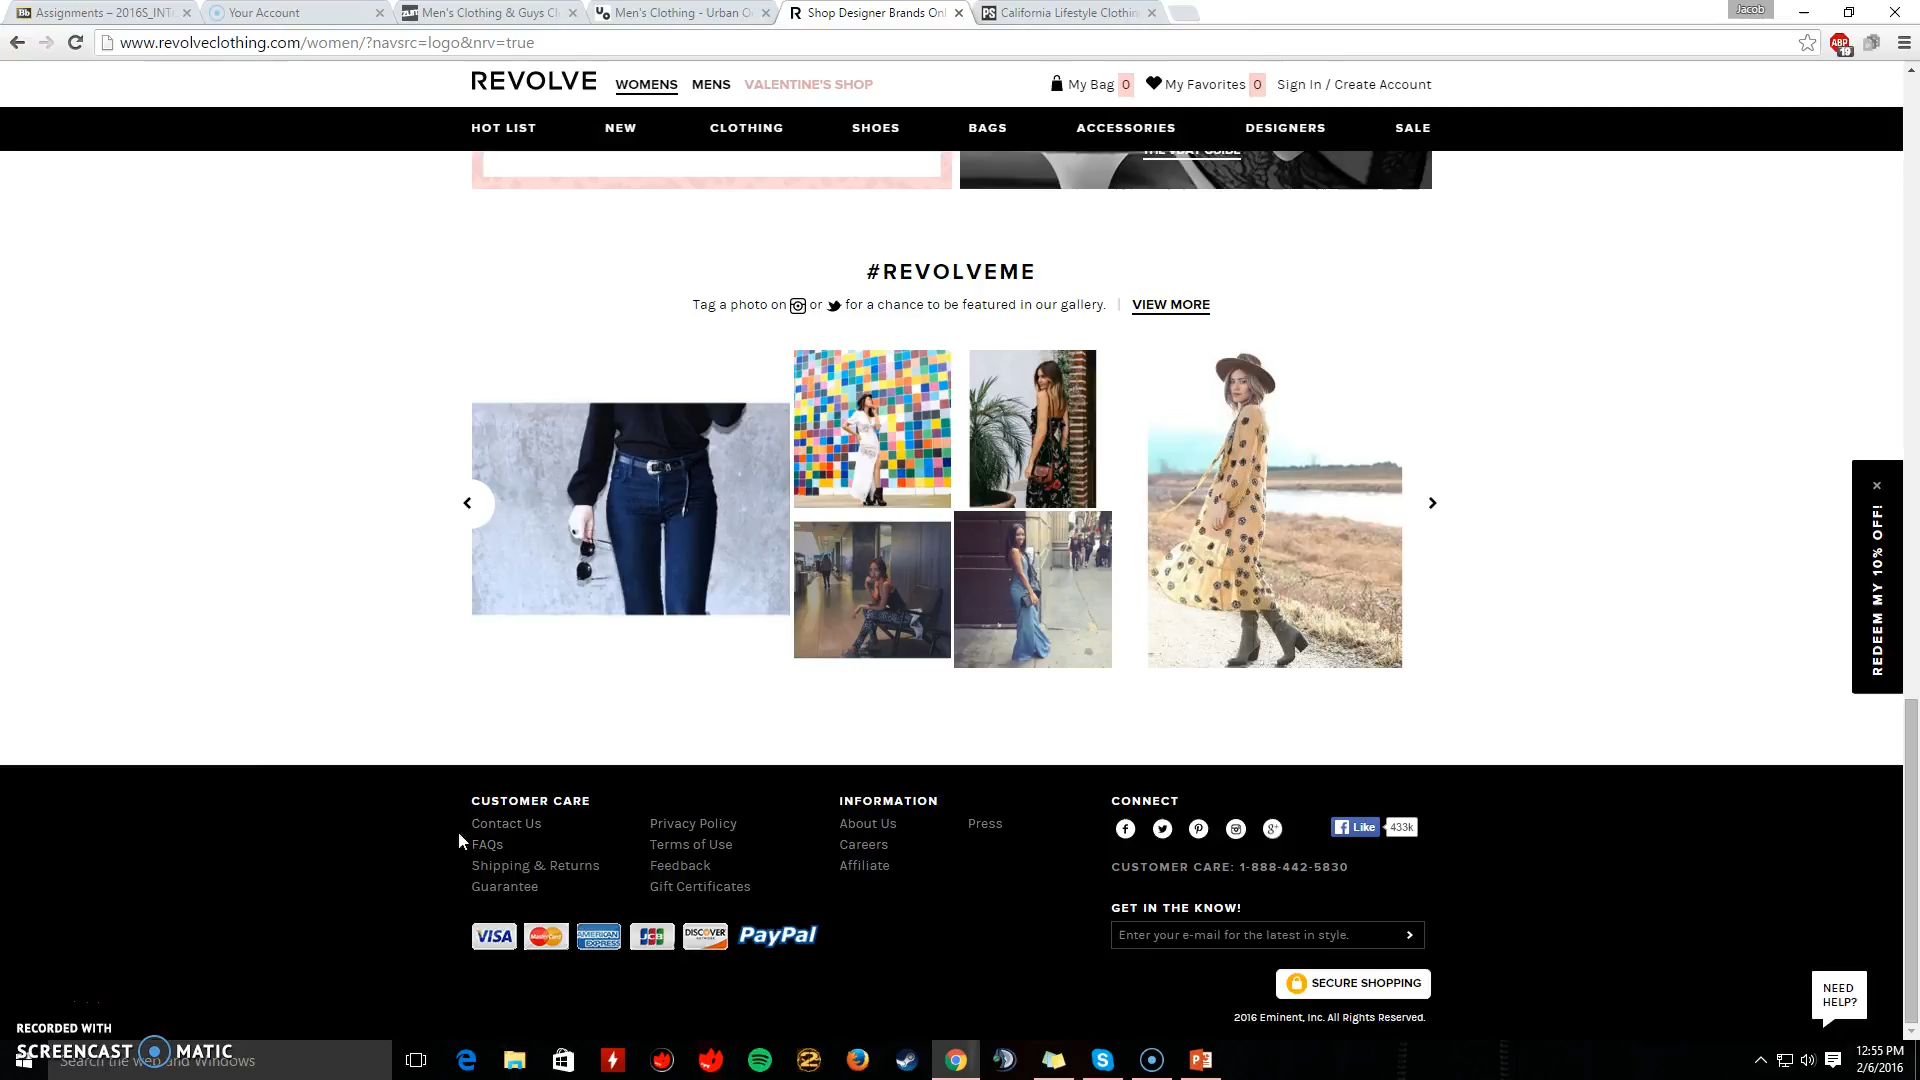 Assignments – 2016S_INT
Your Account
Men's Clothing & Guys Cl
Men's Clothing - Urban O
Shop Designer Brands Onl
California Lifestyle Clothin
Jacob
www.revolveclothing.com/women/?navsrc=logo&nrv=true
ABP
19
REVOLVE WOMENS MENS VALENTINE'S SHOP
My Bag 0 My Favorites 0 Sign In / Create Account
HOT LIST NEW CLOTHING SHOES BAGS ACCESSORIES DESIGNERS SALE
#REVOLVEME
Tag a photo on or for a chance to be featured in our gallery. | VIEW MORE
× REDEEM MY 10% OFF!
CUSTOMER CARE
Contact Us
FAQs
Shipping & Returns
Guarantee
Privacy Policy
Terms of Use
Feedback
Gift Certificates
VISA MasterCard AMERICAN EXPRESS JCB DISCOVER PayPal
INFORMATION
About Us
Careers
Affiliate
Press
CONNECT
Like 433k
CUSTOMER CARE: 1-888-442-5830
GET IN THE KNOW!
Enter your e-mail for the latest in style.
SECURE SHOPPING
2016 Eminent, Inc. All Rights Reserved.
NEED
HELP?
RECORDED WITH
SCREENCAST MATIC
Search the web and Windows
12:55 PM
2/6/2016